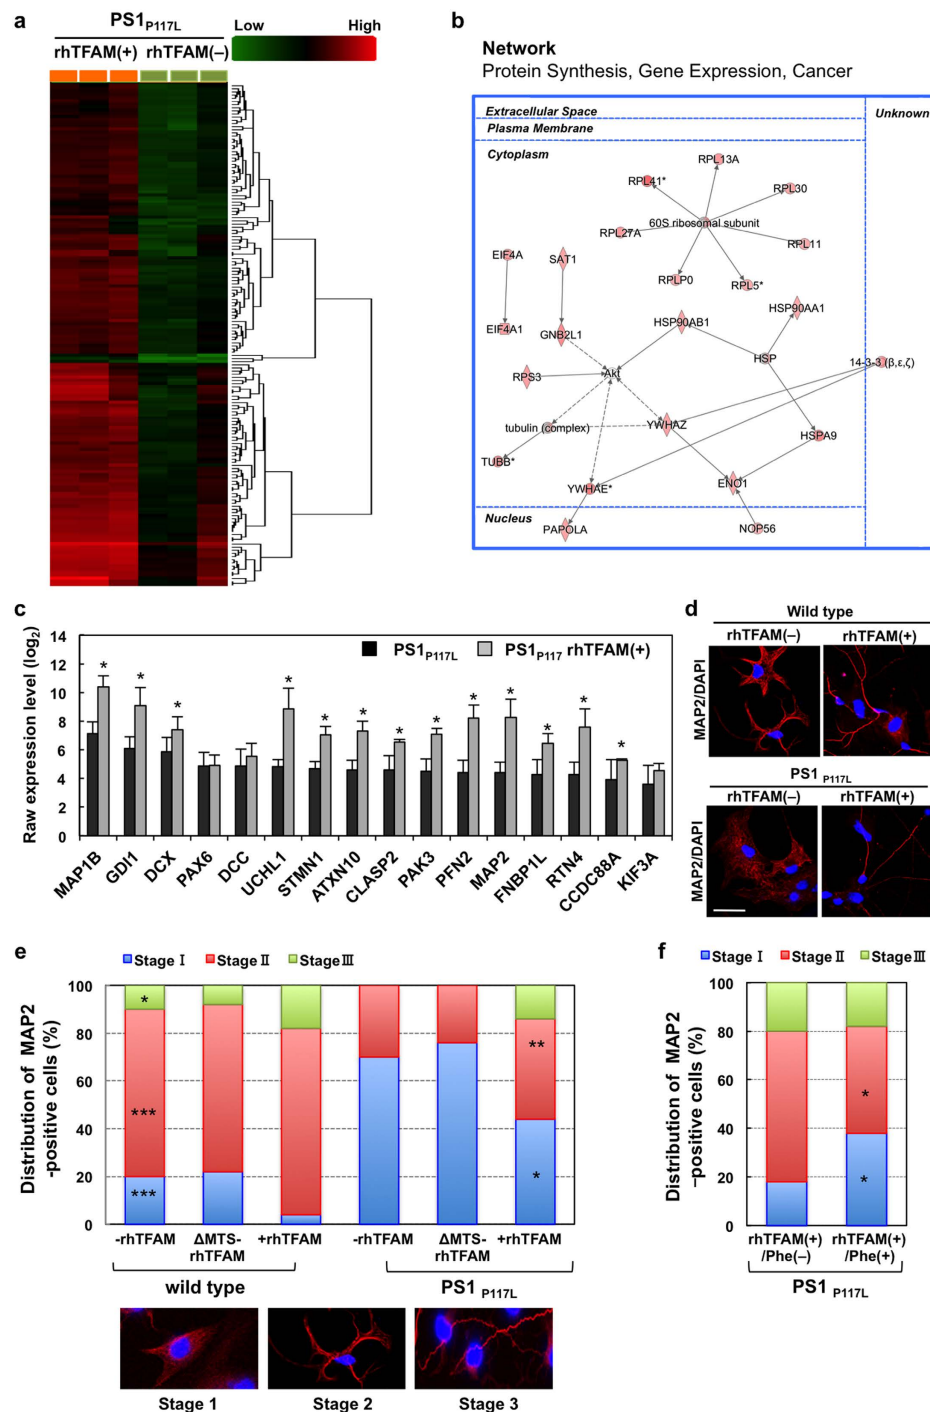 a
PS1P117L
rhTFAM(+) rhTFAM(−)
Low High
b
Network
Protein Synthesis, Gene Expression, Cancer
Extracellular Space
Unknown
Plasma Membrane
Cytoplasm
RPL13A
RPL41*
RPL30
60S ribosomal subunit
RPL27A
RPL11
EIF4A
SAT1
RPLP0
RPL5*
HSP90AA1
EIF4A1
GNB2L1
HSP90AB1
HSP
14-3-3 (β,ε,ζ)
RPS3
Akt
tubulin (complex)
YWHAZ
HSPA9
TUBB*
YWHAE*
ENO1
Nucleus
PAPOLA
NOP56
c
Raw expression level (log2)
14
12
10
8
6
4
2
0
PS1P117L PS1P117 rhTFAM(+)
* * * * * * * * * * * * *
MAP1B GDI1 DCX PAX6 DCC UCHL1 STMN1 ATXN10 CLASP2 PAK3 PFN2 MAP2 FNBP1L RTN4 CCDC88A KIF3A
d
Wild type
rhTFAM(−) rhTFAM(+)
MAP2/DAPI
PS1 P117L
rhTFAM(−) rhTFAM(+)
MAP2/DAPI
e
Stage Ⅰ Stage Ⅱ Stage Ⅲ
Distribution of MAP2
-positive cells (%)
100
80
60
40
20
0
*
***
***
**
*
-rhTFAM ΔMTS-rhTFAM +rhTFAM -rhTFAM ΔMTS-rhTFAM +rhTFAM
wild type PS1 P117L
Stage 1 Stage 2 Stage 3
f
Stage Ⅰ Stage Ⅱ Stage Ⅲ
Distribution of MAP2
–positive cells (%)
100
80
60
40
20
0
*
*
rhTFAM(+) rhTFAM(+)
/Phe(−) /Phe(+)
PS1 P117L